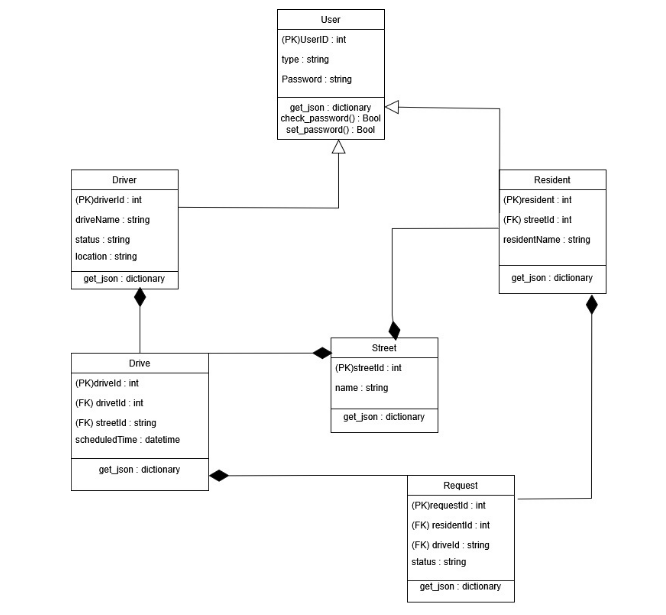 User
(PK)UserID : int
type : string
Password : string
get_json : dictionary
check_password() : Bool
set_password() : Bool
Driver
(PK)driverId : int
driveName : string
status : string
location : string
get_json : dictionary
Resident
(PK)resident : int
(FK) streetId : int
residentName : string
get_json : dictionary
Street
(PK)streetId : int
name : string
get_json : dictionary
Drive
(PK)driveId : int
(FK) drivetId : int
(FK) streetId : string
scheduledTime : datetime
get_json : dictionary
Request
(PK)requestId : int
(FK) residentId : int
(FK) driveId : string
status : string
get_json : dictionary